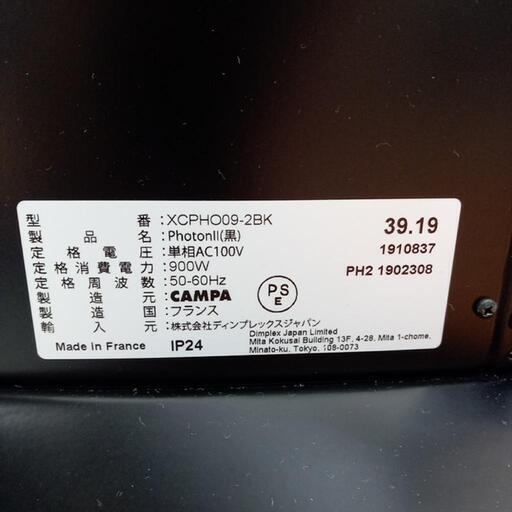 型番：XCPHO09-2BK
製品名：PhotonII(黒)
定格電圧：単相AC100V
定格消費電力：900W
定格周波数：50-60Hz
製造元：CAMPA
製造国：フランス
輸入元：株式会社ディンプレックスジャパン
Dimplex Japan Limited
Mita Kokusai Building 13F, 4-28, Mita 1-chome,
Minato-ku, Tokyo, 108-0073
Made in France IP24
PS
E
39.19
1910837
PH2 1902308